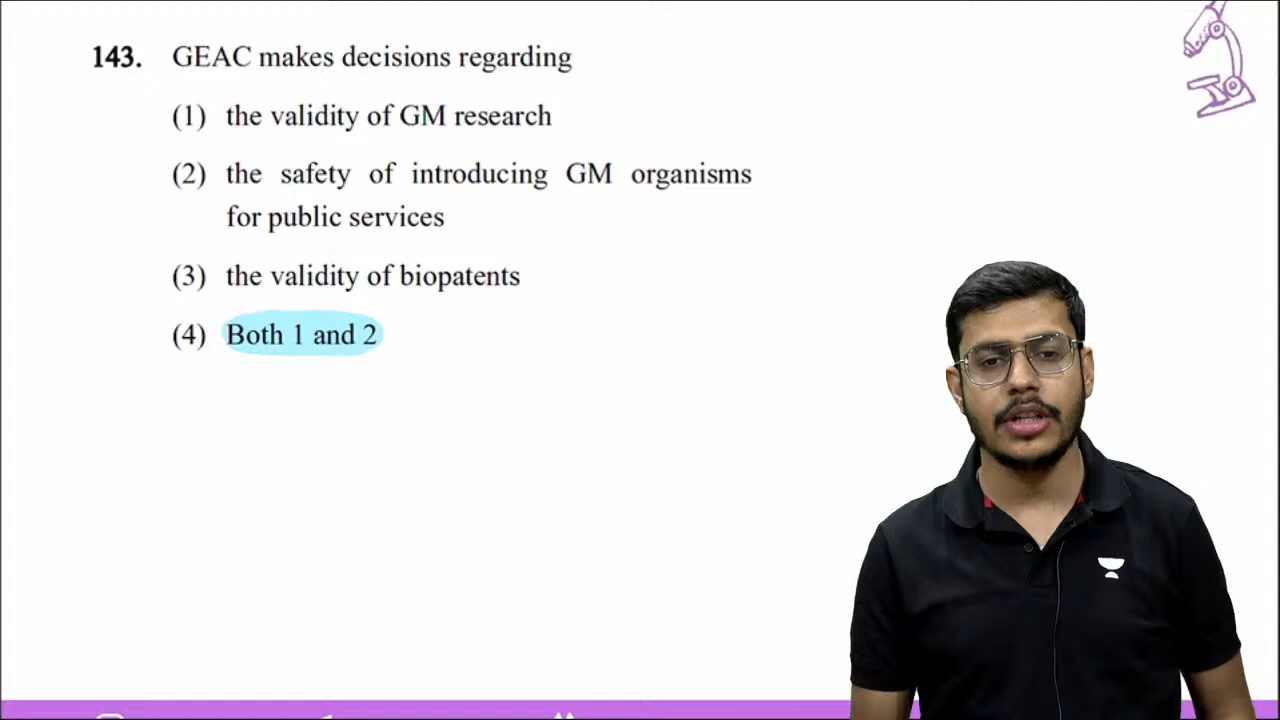 143. GEAC makes decisions regarding
(1) the validity of GM research
(2) the safety of introducing GM organisms
for public services
(3) the validity of biopatents
(4) Both 1 and 2